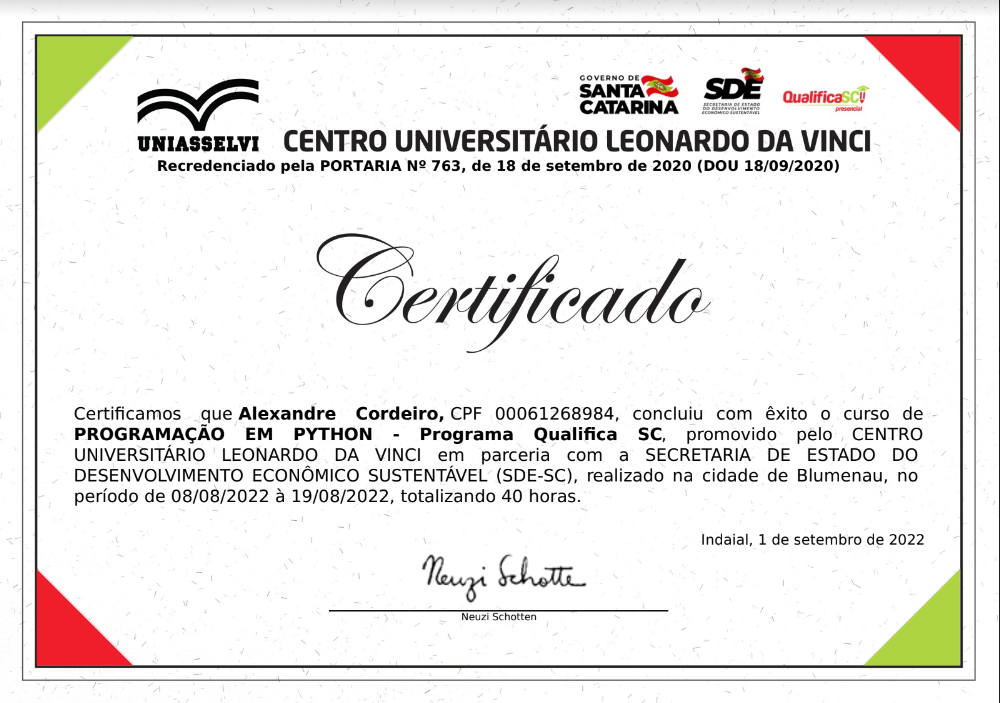 GOVERNO DE
SANTA
CATARINA
SDE
SECRETARIA DE ESTADO
DO DESENVOLVIMENTO
ECONÔMICO SUSTENTÁVEL
QualificaSC
presencial
UNIASSELVI
CENTRO UNIVERSITÁRIO LEONARDO DA VINCI
Recredenciado pela PORTARIA Nº 763, de 18 de setembro de 2020 (DOU 18/09/2020)
Certificado
Certificamos que Alexandre Cordeiro, CPF 00061268984, concluiu com êxito o curso de
PROGRAMAÇÃO EM PYTHON - Programa Qualifica SC, promovido pelo CENTRO
UNIVERSITÁRIO LEONARDO DA VINCI em parceria com a SECRETARIA DE ESTADO DO
DESENVOLVIMENTO ECONÔMICO SUSTENTÁVEL (SDE-SC), realizado na cidade de Blumenau, no
período de 08/08/2022 à 19/08/2022, totalizando 40 horas.
Indaial, 1 de setembro de 2022
Neuzi Schotte
Neuzi Schotten